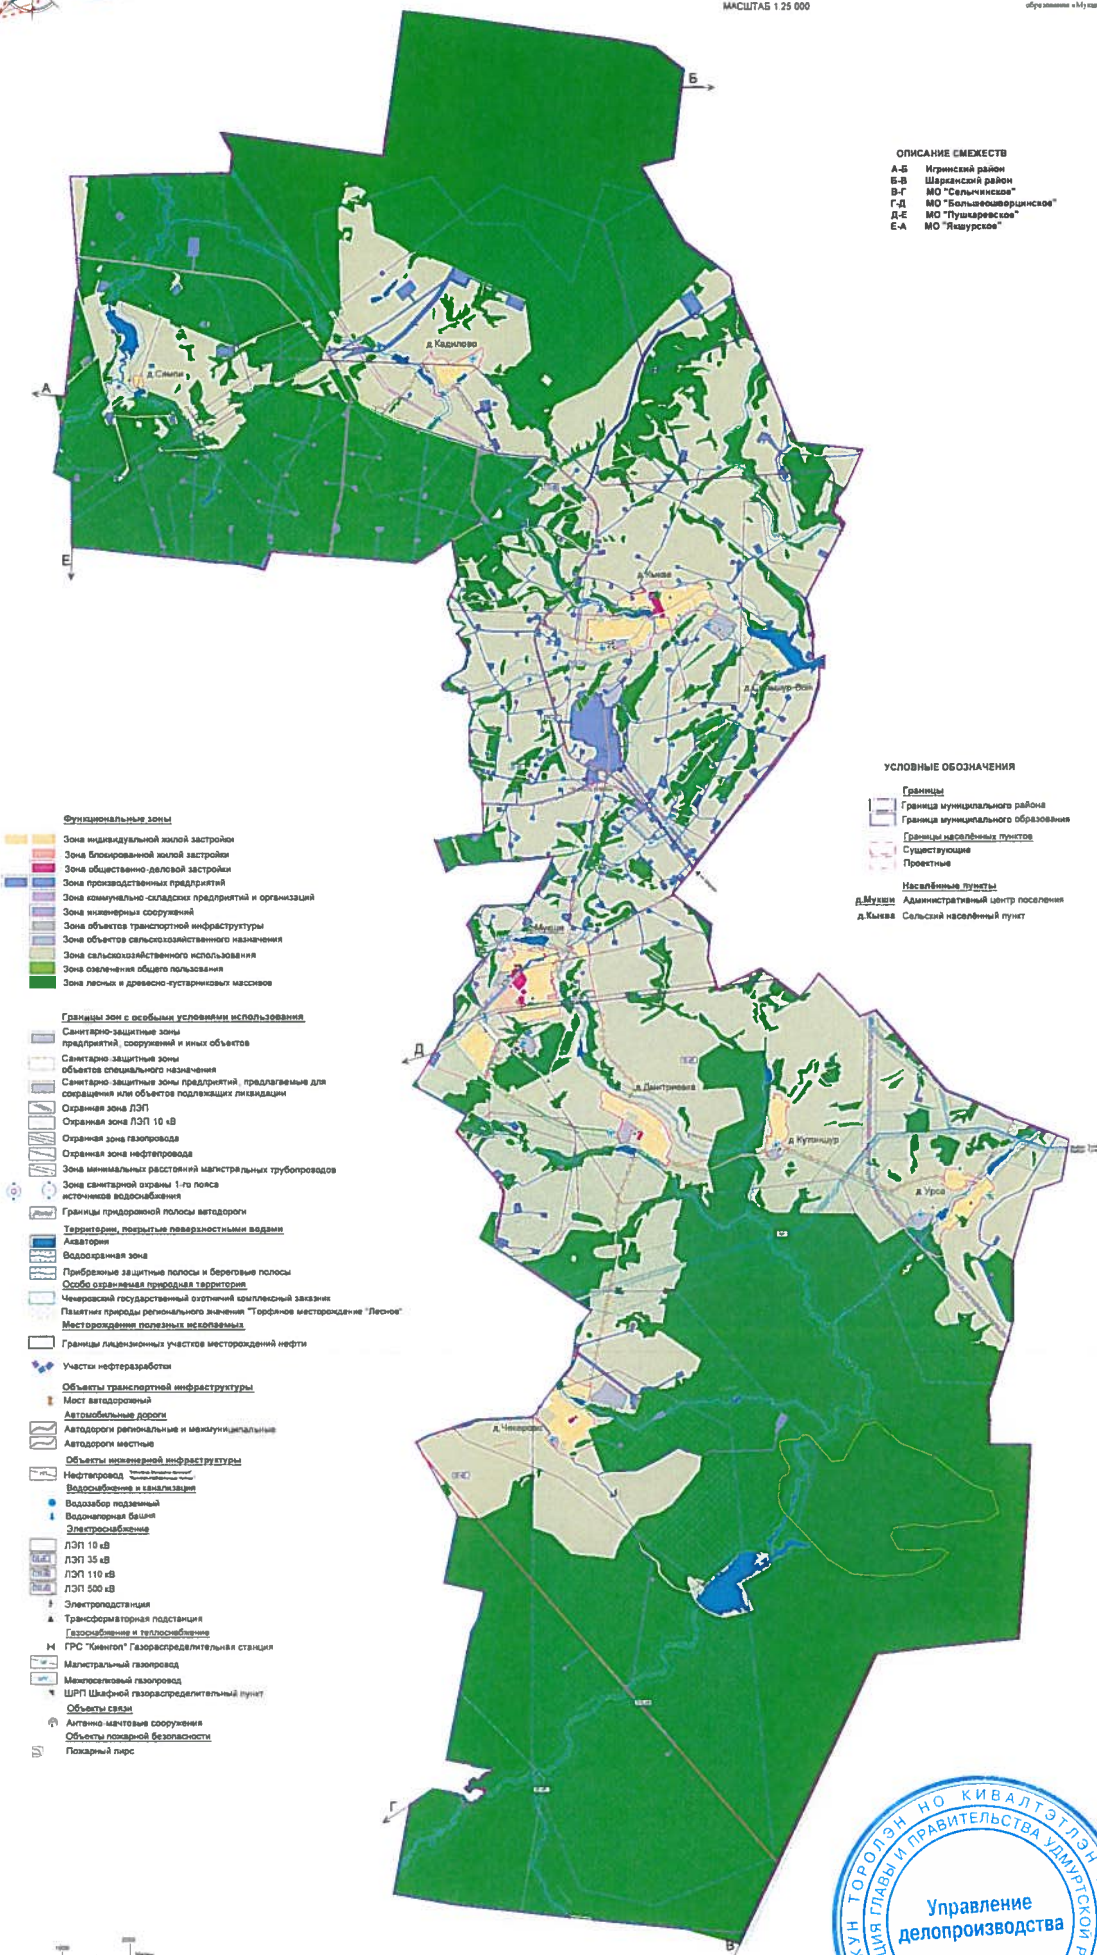 МАСШТАБ 1:25 000
Б
ОПИСАНИЕ СМЕЖЕСТВ
А-Б Игринский район
Б-В Шарканский район
В-Г МО "Селычинское"
Г-Д МО "Большеошворцинское"
Д-Е МО "Пушкаревское"
Е-А МО "Якшурское"
д.Кадилово
д.Сямпи
А
Е
д.Кыква
УСЛОВНЫЕ ОБОЗНАЧЕНИЯ
Границы
Граница муниципального района
Граница муниципального образования
Границы населённых пунктов
Существующие
Проектные
Населённые пункты
д.Мукши Административный центр поселения
д.Кыква Сельский населённый пункт
Функциональные зоны
Зона индивидуальной жилой застройки
Зона блокированной жилой застройки
Зона общественно-деловой застройки
Зона производственных предприятий
Зона коммунально-складских предприятий и организаций
Зона инженерных сооружений
Зона объектов транспортной инфраструктуры
Зона объектов сельскохозяйственного назначения
Зона сельскохозяйственного использования
Зона озеленения общего пользования
Зона лесных и древесно-кустарниковых массивов
Границы зон с особыми условиями использования
Санитарно-защитные зоны
предприятий, сооружений и иных объектов
Санитарно-защитные зоны
объектов специального назначения
Санитарно-защитные зоны предприятий, предлагаемые для
сокращения или объектов подлежащих ликвидации
Охранная зона ЛЭП
Охранная зона ЛЭП 10 кВ
Охранная зона газопровода
Охранная зона нефтепровода
Зона минимальных расстояний магистральных трубопроводов
Зона санитарной охраны 1-го пояса
источников водоснабжения
Границы придорожной полосы автодороги
Территории, покрытые поверхностными водами
Акватории
Водоохранная зона
Прибрежные защитные полосы и береговые полосы
Особо охраняемая природная территория
Чекеровский государственный охотничий комплексный заказник
Памятник природы регионального значения "Торфяное месторождение "Лесное"
Месторождения полезных ископаемых
Границы лицензионных участков месторождений нефти
Участки нефтеразработки
Объекты транспортной инфраструктуры
Мост автодорожный
Автомобильные дороги
Автодороги региональные и межмуниципальные
Автодороги местные
Объекты инженерной инфраструктуры
Нефтепровод
Водоснабжение и канализация
Водозабор подземный
Водонапорная башня
Электроснабжение
ЛЭП 10 кВ
ЛЭП 35 кВ
ЛЭП 110 кВ
ЛЭП 500 кВ
Электроподстанция
Трансформаторная подстанция
Газоснабжение и теплоснабжение
ГРС "Киенгоп" Газораспределительная станция
Магистральный газопровод
Межпоселковый газопровод
ШРП Шкафной газораспределительный пункт
Объекты связи
Антенно-мачтовые сооружения
Объекты пожарной безопасности
Пожарный пирс
д.Мукши
Д
д.Дмитриевка
д.Кутоншур
д.Урса
д.Чекерово
Г
В
КИВАЛТЭТЛЭН
ГЛАВЫ И ПРАВИТЕЛЬСТВА УДМУРТСКОЙ
Управление
делопроизводства